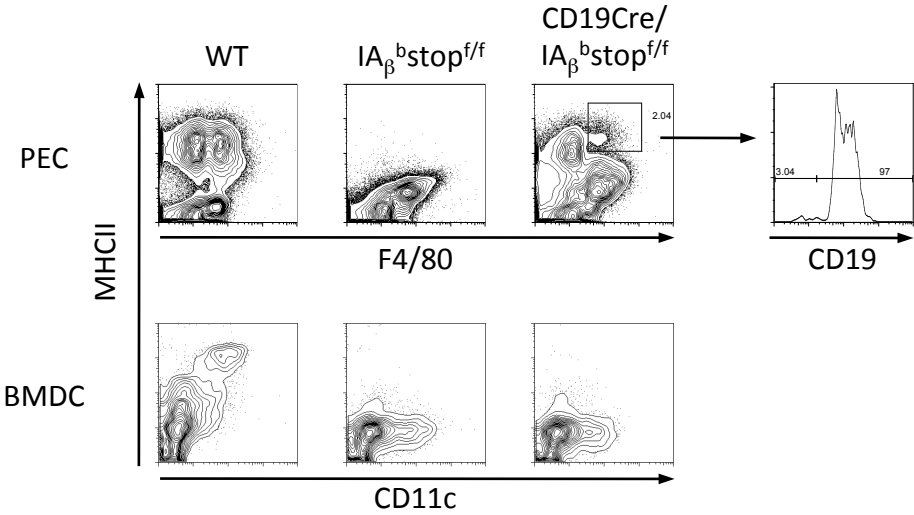 WT
IAβᵇstopᶠ/ᶠ
CD19Cre/
IAβᵇstopᶠ/ᶠ
PEC
2.04
3.04
97
MHCII
F4/80
CD19
BMDC
CD11c